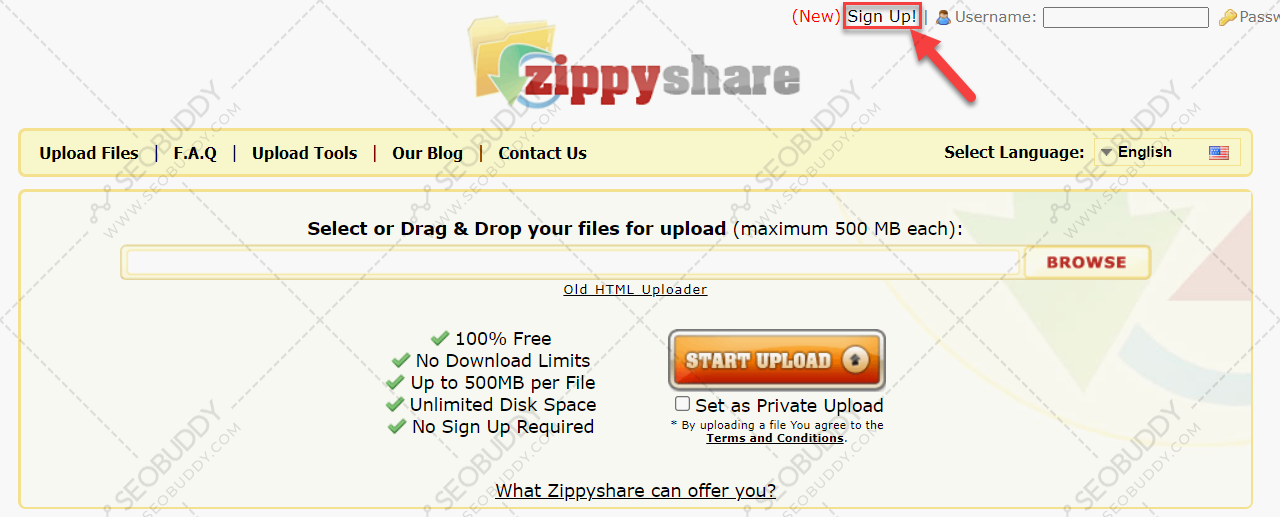 (New) Sign Up! | Username: Passw
zippyshare
Upload Files | F.A.Q | Upload Tools | Our Blog | Contact Us Select Language: English
Select or Drag & Drop your files for upload (maximum 500 MB each):
BROWSE
Old HTML Uploader
100% Free
No Download Limits
Up to 500MB per File
Unlimited Disk Space
No Sign Up Required
START UPLOAD
Set as Private Upload
* By uploading a file You agree to the
Terms and Conditions.
What Zippyshare can offer you?
SEOBUDDY
WWW.SEOBUDDY.COM